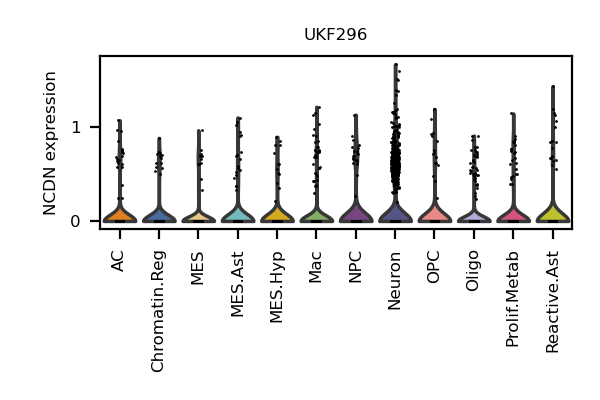 UKF296
NCDN expression
1
0
AC
Chromatin.Reg
MES
MES.Ast
MES.Hyp
Mac
NPC
Neuron
OPC
Oligo
Prolif.Metab
Reactive.Ast